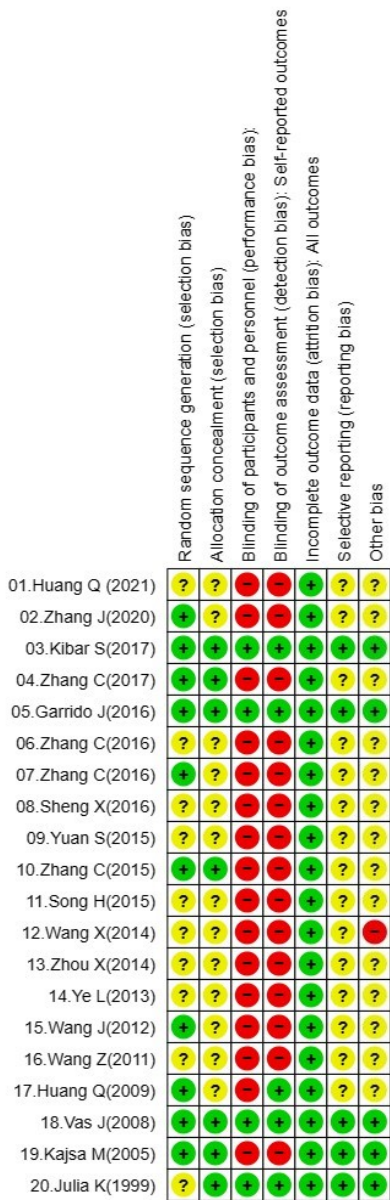 Random sequence generation (selection bias)
Allocation concealment (selection bias)
Blinding of participants and personnel (performance bias):
Blinding of outcome assessment (detection bias): Self-reported outcomes
Incomplete outcome data (attrition bias): All outcomes
Selective reporting (reporting bias)
Other bias
01.Huang Q (2021) ? ? - - + ? ?
02.Zhang J(2020) + ? - - + ? ?
03.Kibar S(2017) + + + + + + +
04.Zhang C(2017) + + - - + ? ?
05.Garrido J(2016) + + + + + + +
06.Zhang C(2016) ? ? - - + ? ?
07.Zhang C(2016) + ? - - + ? ?
08.Sheng X(2016) ? ? - - + ? ?
09.Yuan S(2015) ? ? - - + ? ?
10.Zhang C(2015) + + - - + ? ?
11.Song H(2015) ? ? - - + ? ?
12.Wang X(2014) ? ? - - + ? -
13.Zhou X(2014) ? ? - - + ? ?
14.Ye L(2013) ? ? - - + ? ?
15.Wang J(2012) + ? - - + ? ?
16.Wang Z(2011) ? ? - - + ? ?
17.Huang Q(2009) + ? - + + ? ?
18.Vas J(2008) + + + + + + +
19.Kajsa M(2005) + + - - + + +
20.Julia K(1999) ? + + + + + +